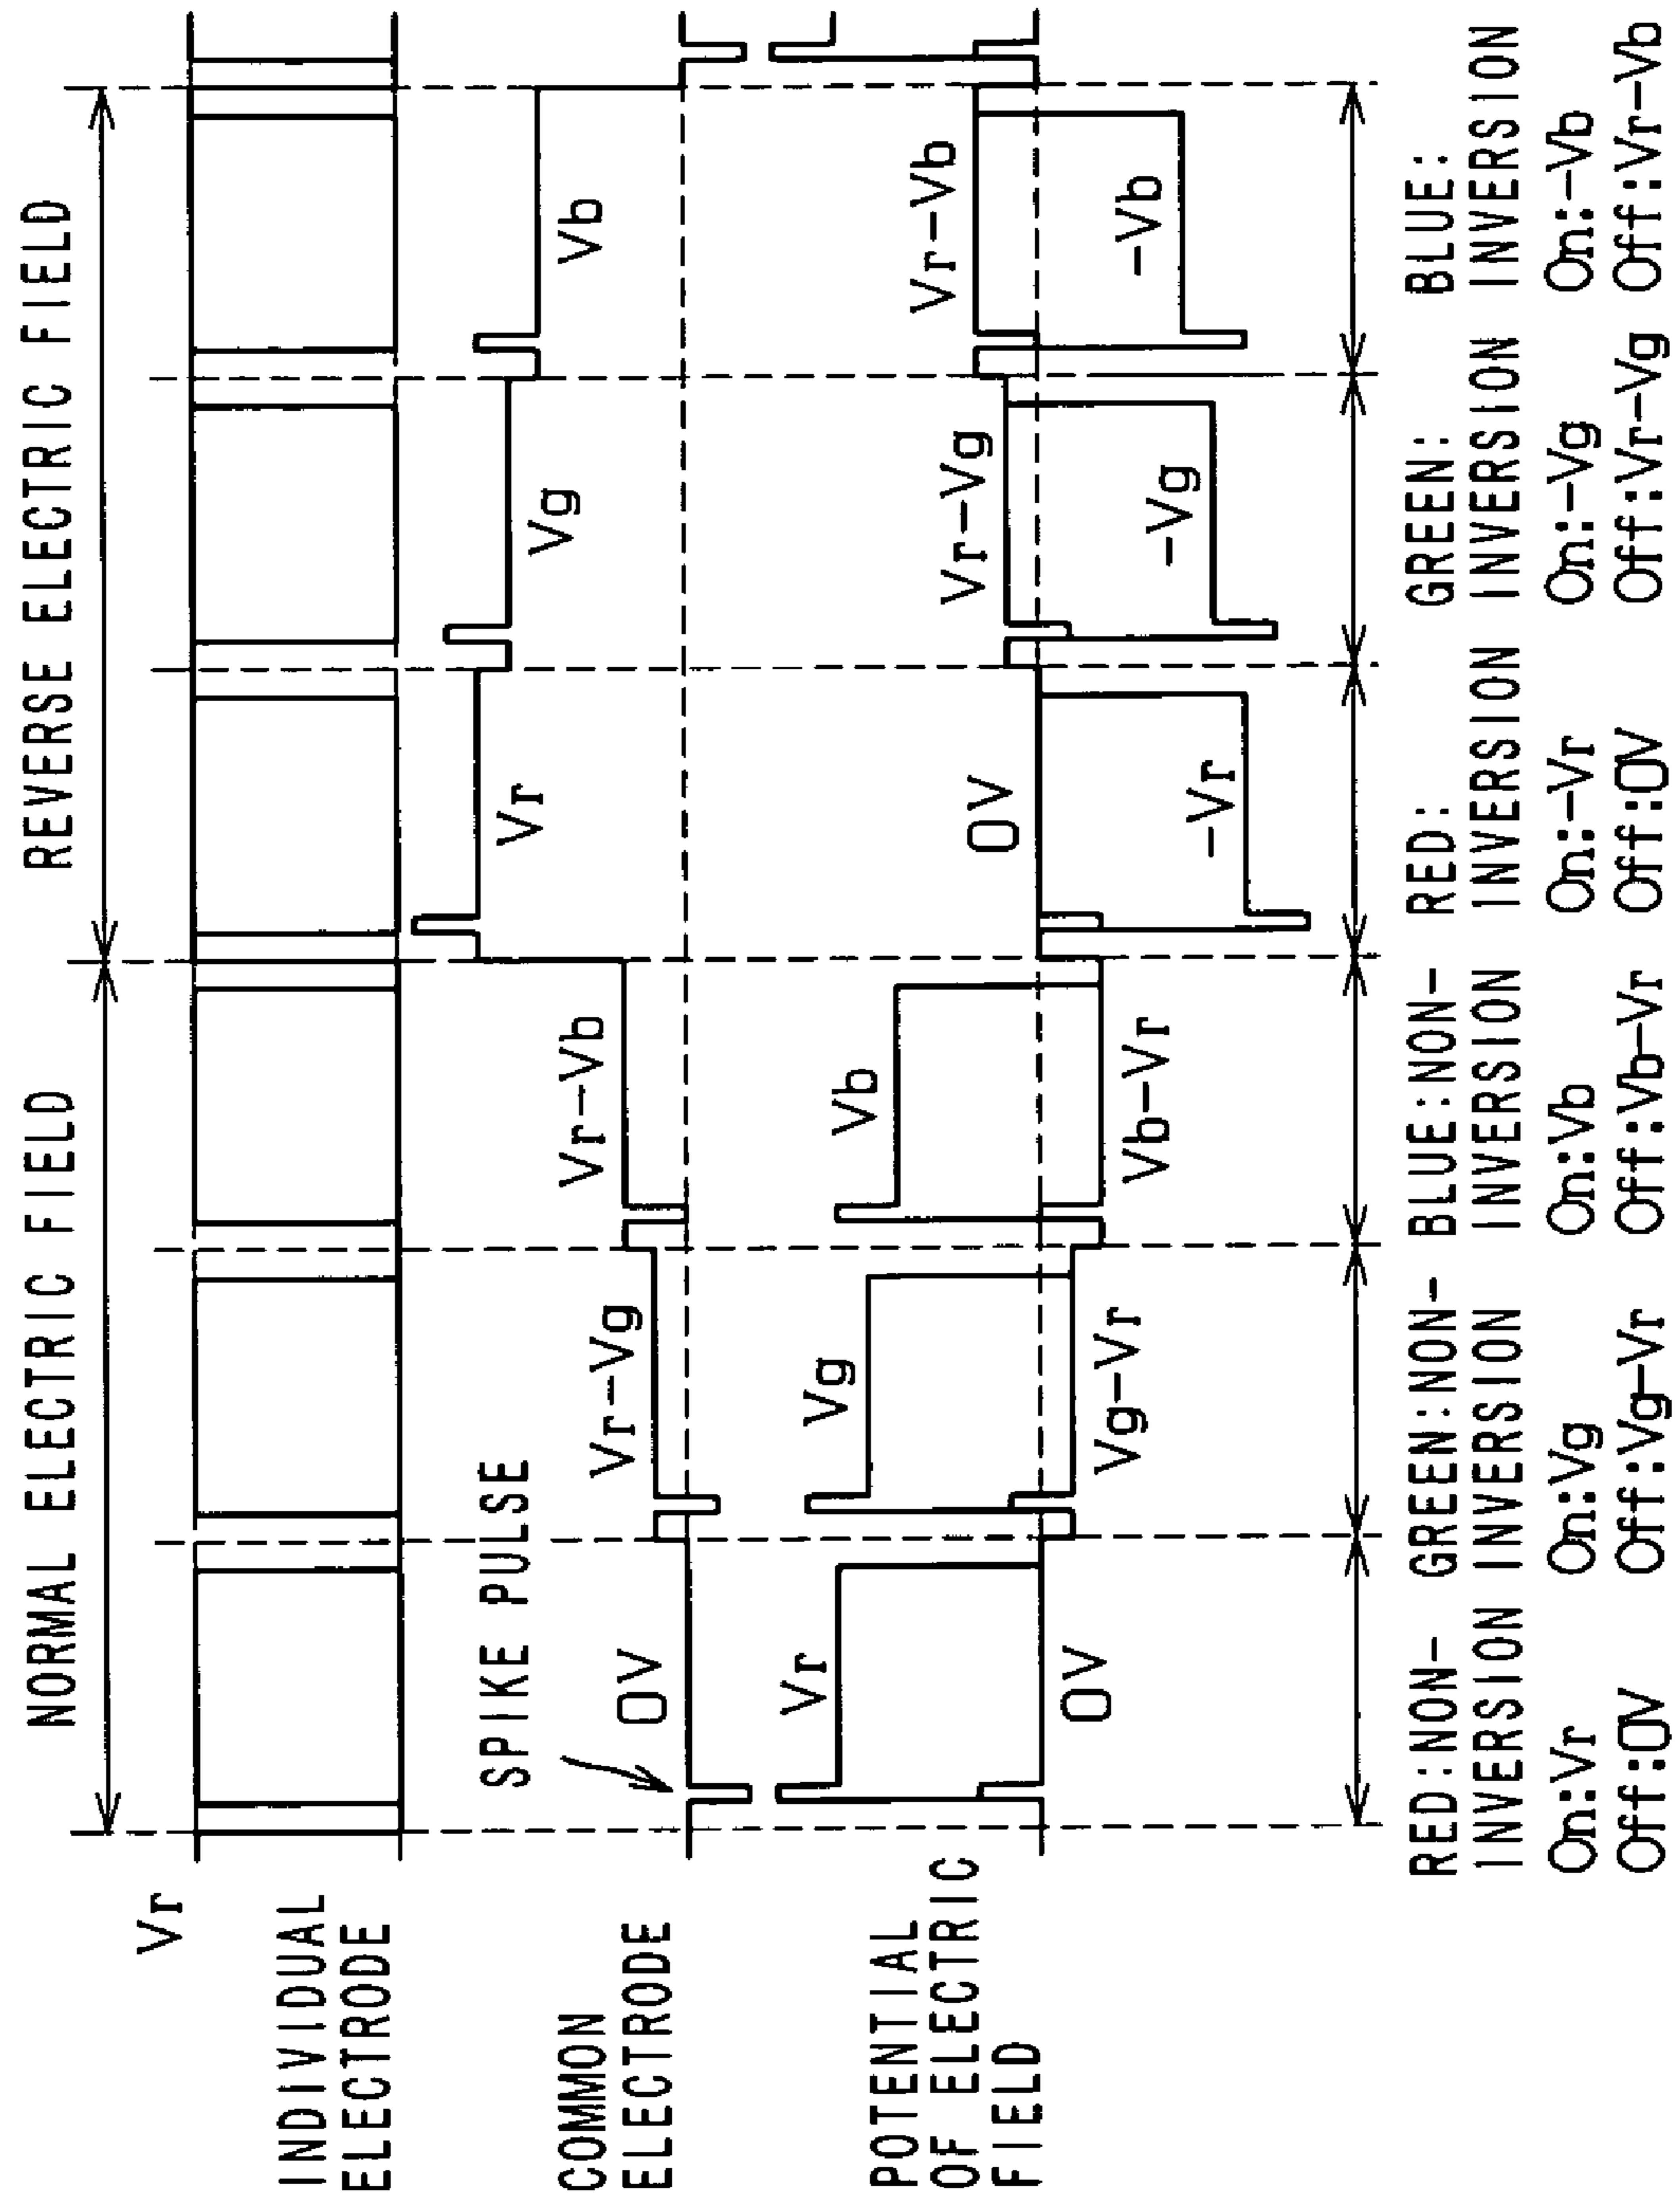 NORMAL ELECTRIC FIELD
REVERSE ELECTRIC FIELD
Vr
INDIVIDUAL
ELECTRODE
SPIKE PULSE
COMMON
ELECTRODE
0V
Vr-Vg
Vr-Vb
Vr
Vg
Vb
POTENTIAL
OF ELECTRIC
FIELD
Vr
0V
Vg
Vg-Vr
Vb
Vb-Vr
0V
-Vr
Vr-Vg
-Vg
Vr-Vb
-Vb
RED:NON-
INVERSION
On:Vr
Off:0V
GREEN:NON-
INVERSION
On:Vg
Off:Vg-Vr
BLUE:NON-
INVERSION
On:Vb
Off:Vb-Vr
RED:
INVERSION
On:-Vr
Off:0V
GREEN:
INVERSION
On:-Vg
Off:Vr-Vg
BLUE:
INVERSION
On:-Vb
Off:Vr-Vb